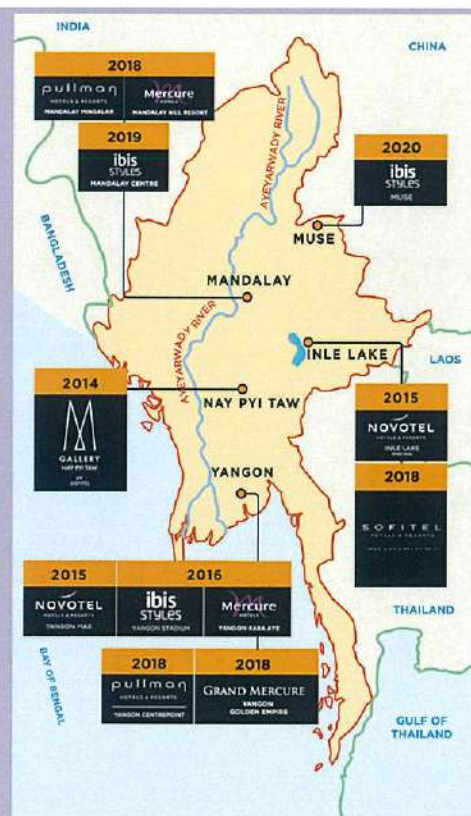 INDIA
CHINA
2018
pullman
HOTELS & RESORTS
MANDALAY MINGALAR
Mercure
HOTELS
MANDALAY HILL RESORT
2019
ibis
STYLES
MANDALAY CENTRE
AYEYARWADY RIVER
2020
ibis
STYLES
MUSE
MUSE
BANGLADESH
MANDALAY
AYEYARWADY RIVER
INLE LAKE
LAOS
2014
GALLERY
NAY PYI TAW
BY
SOFITEL
NAY PYI TAW
2015
NOVOTEL
HOTELS & RESORTS
INLE LAKE
2018
SOFITEL
HOTELS & RESORTS
YANGON
2015
NOVOTEL
HOTELS & RESORTS
YANGON MAX
2016
ibis
STYLES
YANGON STADIUM
Mercure
HOTELS
YANGON KABA AYE
THAILAND
BAY OF BENGAL
2018
pullman
HOTELS & RESORTS
YANGON CENTREPOINT
2018
GRAND MERCURE
YANGON
GOLDEN EMPIRE
GULF OF
THAILAND